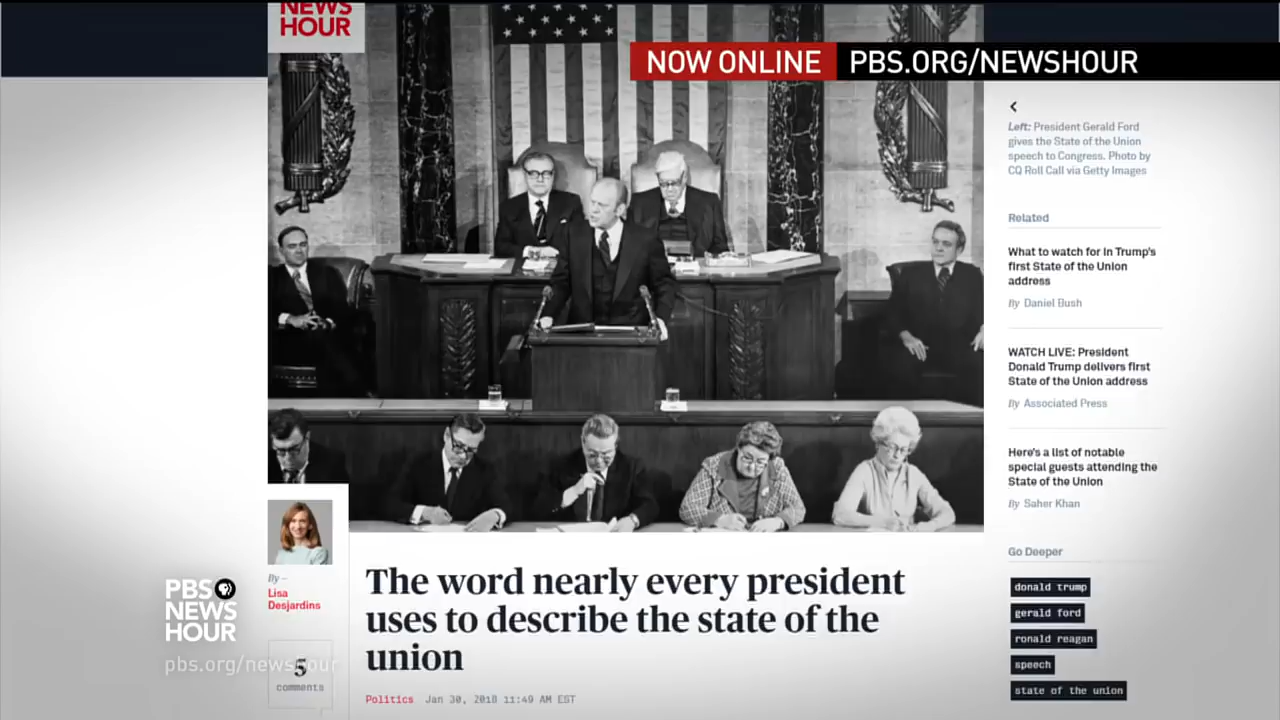 NEWS
HOUR
NOW ONLINE PBS.ORG/NEWSHOUR
Left: President Gerald Ford
gives the State of the Union
speech to Congress. Photo by
CQ Roll Call via Getty Images
Related
What to watch for in Trump's
first State of the Union
address
By Daniel Bush
WATCH LIVE: President
Donald Trump delivers first
State of the Union address
By Associated Press
Here's a list of notable
special guests attending the
State of the Union
By Saher Khan
Go Deeper
donald trump
gerald ford
ronald reagan
speech
state of the union
By –
Lisa
Desjardins
5
comments
The word nearly every president
uses to describe the state of the
union
Politics Jan 30, 2018 11:49 AM EST
PBS
NEWS
HOUR
pbs.org/newshour